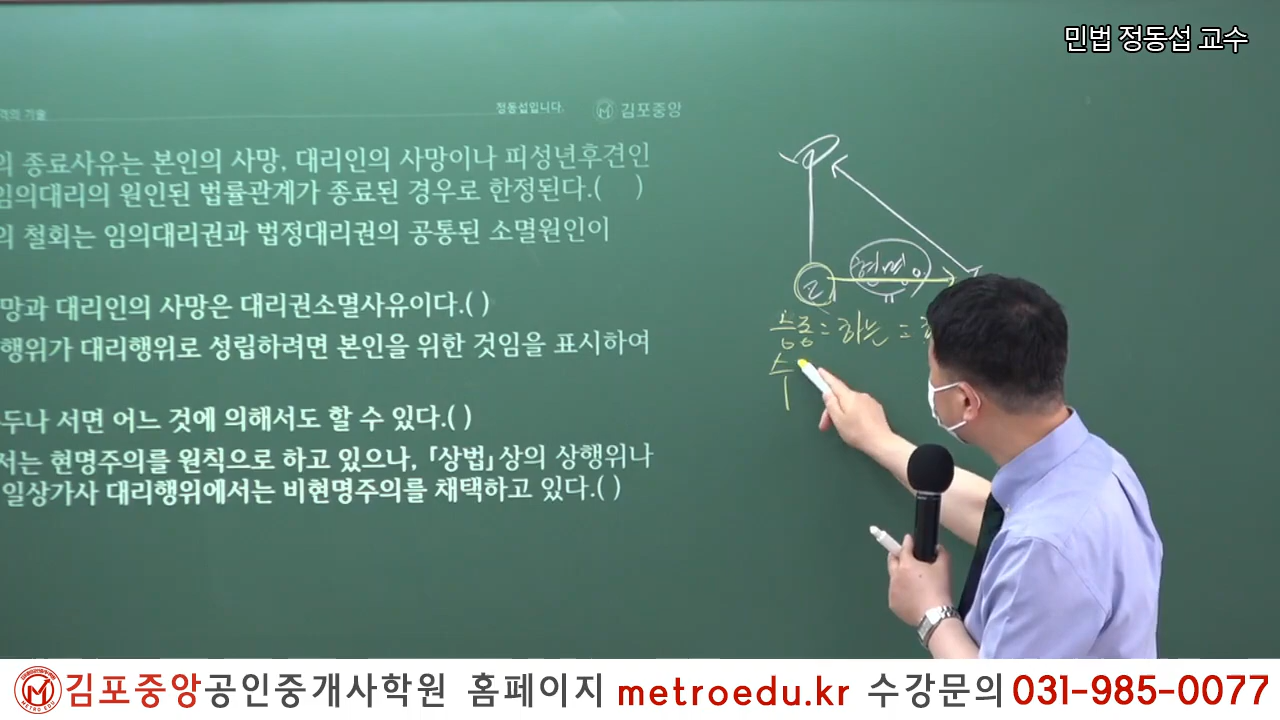 민법 정동섭 교수
격의 기술
정동섭입니다.
김포중앙
의 종료사유는 본인의 사망, 대리인의 사망이나 피성년후견인
임의대리의 원인된 법률관계가 종료된 경우로 한정된다.( )
의 철회는 임의대리권과 법정대리권의 공통된 소멸원인이
망과 대리인의 사망은 대리권소멸사유이다.( )
행위가 대리행위로 성립하려면 본인을 위한 것임을 표시하여
두나 서면 어느 것에 의해서도 할 수 있다.( )
서는 현명주의를 원칙으로 하고 있으나, 「상법」상의 상행위나
일상가사 대리행위에서는 비현명주의를 채택하고 있다.( )
현명
능동 = 하는 =
수
김포중앙공인중개사학원 홈페이지 metroedu.kr 수강문의 031-985-0077
METRO EDU